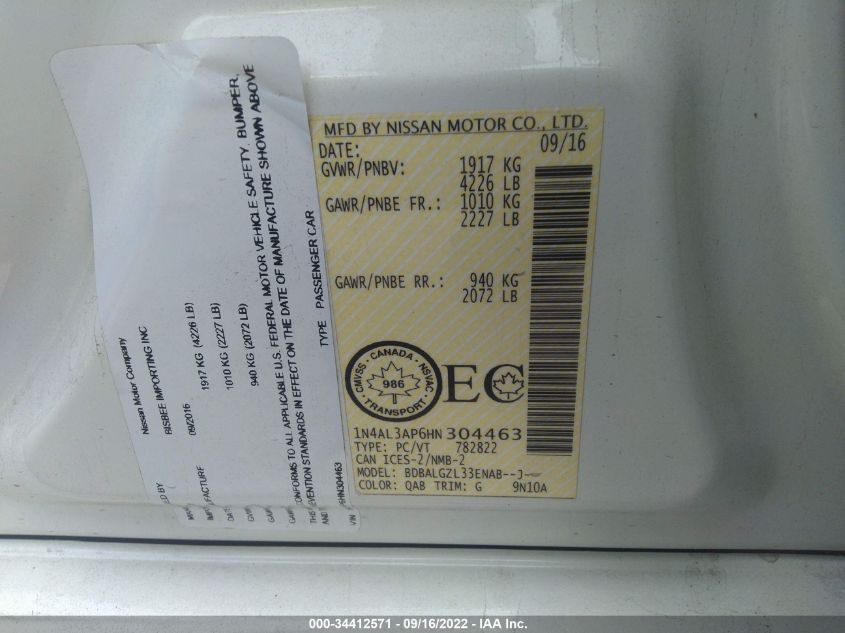 MFD BY NISSAN MOTOR CO., LTD.
DATE: 09/16
GVWR/PNBV: 1917 KG
4226 LB
GAWR/PNBE FR.: 1010 KG
2227 LB
GAWR/PNBE RR.: 940 KG
2072 LB
CMVSS - CANADA - NSVAC
986
TRANSPORT
EC
1N4AL3AP6HN304463
TYPE: PC/VT 782822
CAN ICES-2/NMB-2
MODEL: BDBALGZL33ENAB--J-
COLOR: QAB TRIM: G 9N10A
Nissan Motor Company
ED BY BISBEE IMPORTING INC
MANUFACTURE 09/2016
1917 KG (4226 LB)
1010 KG (2227 LB)
940 KG (2072 LB)
CONFORMS TO ALL APPLICABLE U.S. FEDERAL MOTOR VEHICLE SAFETY, BUMPER,
EVENTION STANDARDS IN EFFECT ON THE DATE OF MANUFACTURE SHOWN ABOVE
6HN304463 TYPE PASSENGER CAR
000-34412571 - 09/16/2022 - IAA Inc.